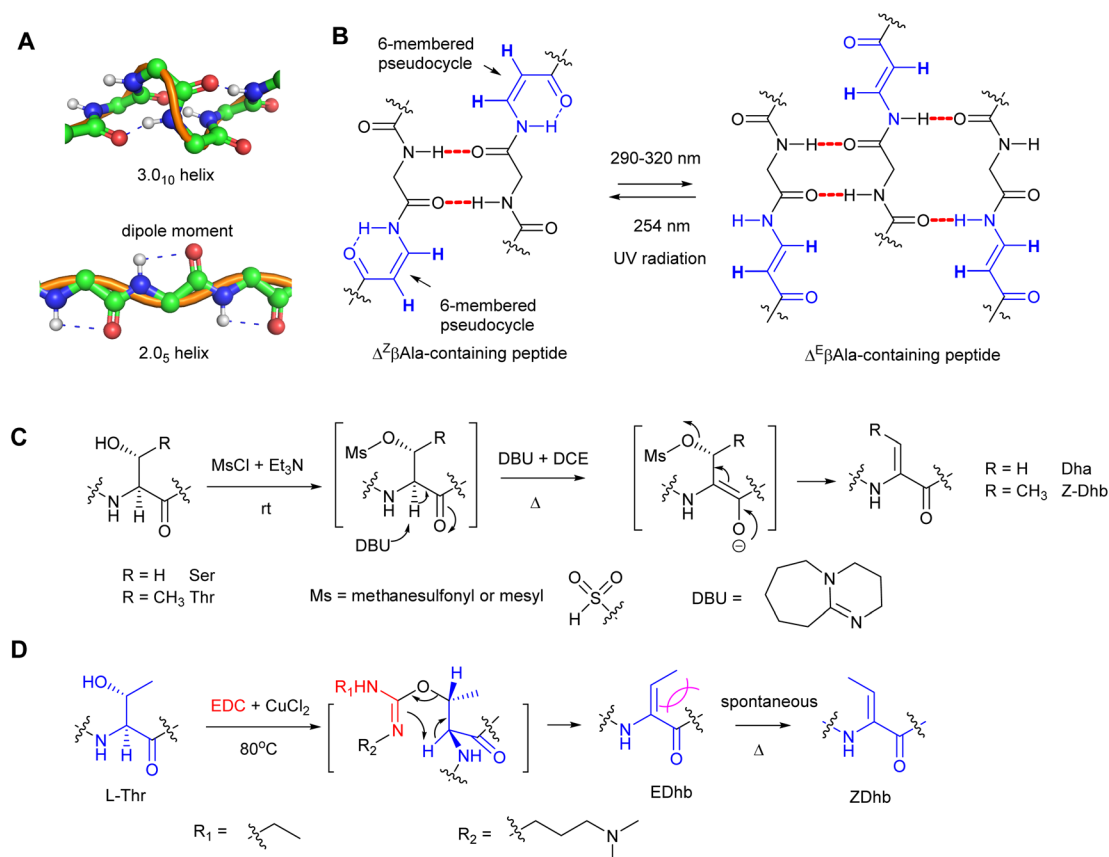 A
3.0₁₀ helix
dipole moment
2.0₅ helix
B
6-membered
pseudocycle
H
H
O
N
H
O
N
H
O
N
H
O
O
H
N
H
N
O
O
H
H
6-membered
pseudocycle
ΔᶻβAla-containing peptide
290-320 nm
254 nm
UV radiation
O
H
H
O
N
H
O
N
H
O
N
H
O
H
N
O
H
N
O
H
N
H
H
O
O
H
N
H
H
O
ΔᴱβAla-containing peptide
C
HO
R
N
H
H
O
R = H Ser
R = CH₃ Thr
MsCl + Et₃N
rt
Ms
O
R
N
H
H
O
DBU
DBU + DCE
Δ
Ms
O
R
N
H
O
⊖
R
N
H
O
R = H Dha
R = CH₃ Z-Dhb
Ms = methanesulfonyl or mesyl
O
O
S
H
DBU =
N
N
D
HO
N
H
H
O
L-Thr
EDC + CuCl₂
80°C
R₁HN
O
H
N
R₂
H
NH
O
H
N
H
O
EDhb
spontaneous
Δ
H
N
H
O
ZDhb
R₁ =
R₂ =
N